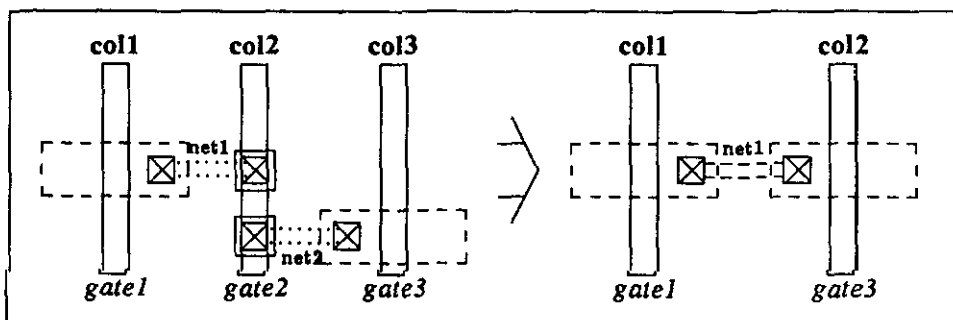 col1 col2 col3 col1 col2
net1 net1
net2
gate1 gate2 gate3 gate1 gate3